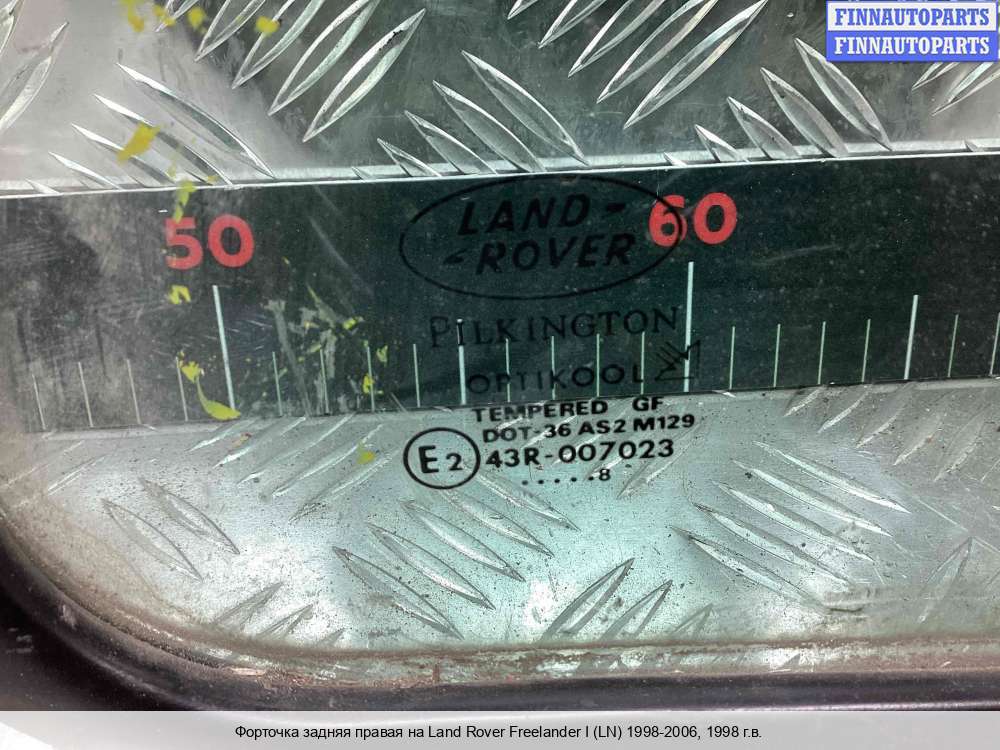 FINNAUTOPARTS
FINNAUTOPARTS
50
60
LAND-
-ROVER
PILKINGTON
OPTIKOOL
TEMPERED GF
DOT-36 AS2 M129
E2 43R-007023
.....8
Форточка задняя правая на Land Rover Freelander I (LN) 1998-2006, 1998 г.в.